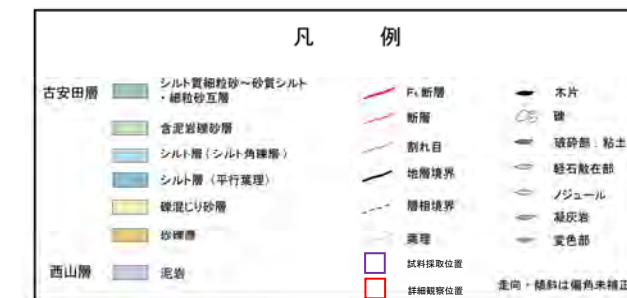 凡 例
古安田層
シルト質細粒砂～砂質シルト
・細粒砂互層
含泥岩礫砂層
シルト層(シルト角礫層)
シルト層(平行葉理)
礫混じり砂層
砂礫層
西山層
泥岩
断層
断層
割れ目
地層境界
層相境界
葉理
試料採取位置
詳細観察位置
木片
礫
破砕部:粘土
軽石散在部
ノジュール
凝灰岩
変色部
走向・傾斜は偏角未補正